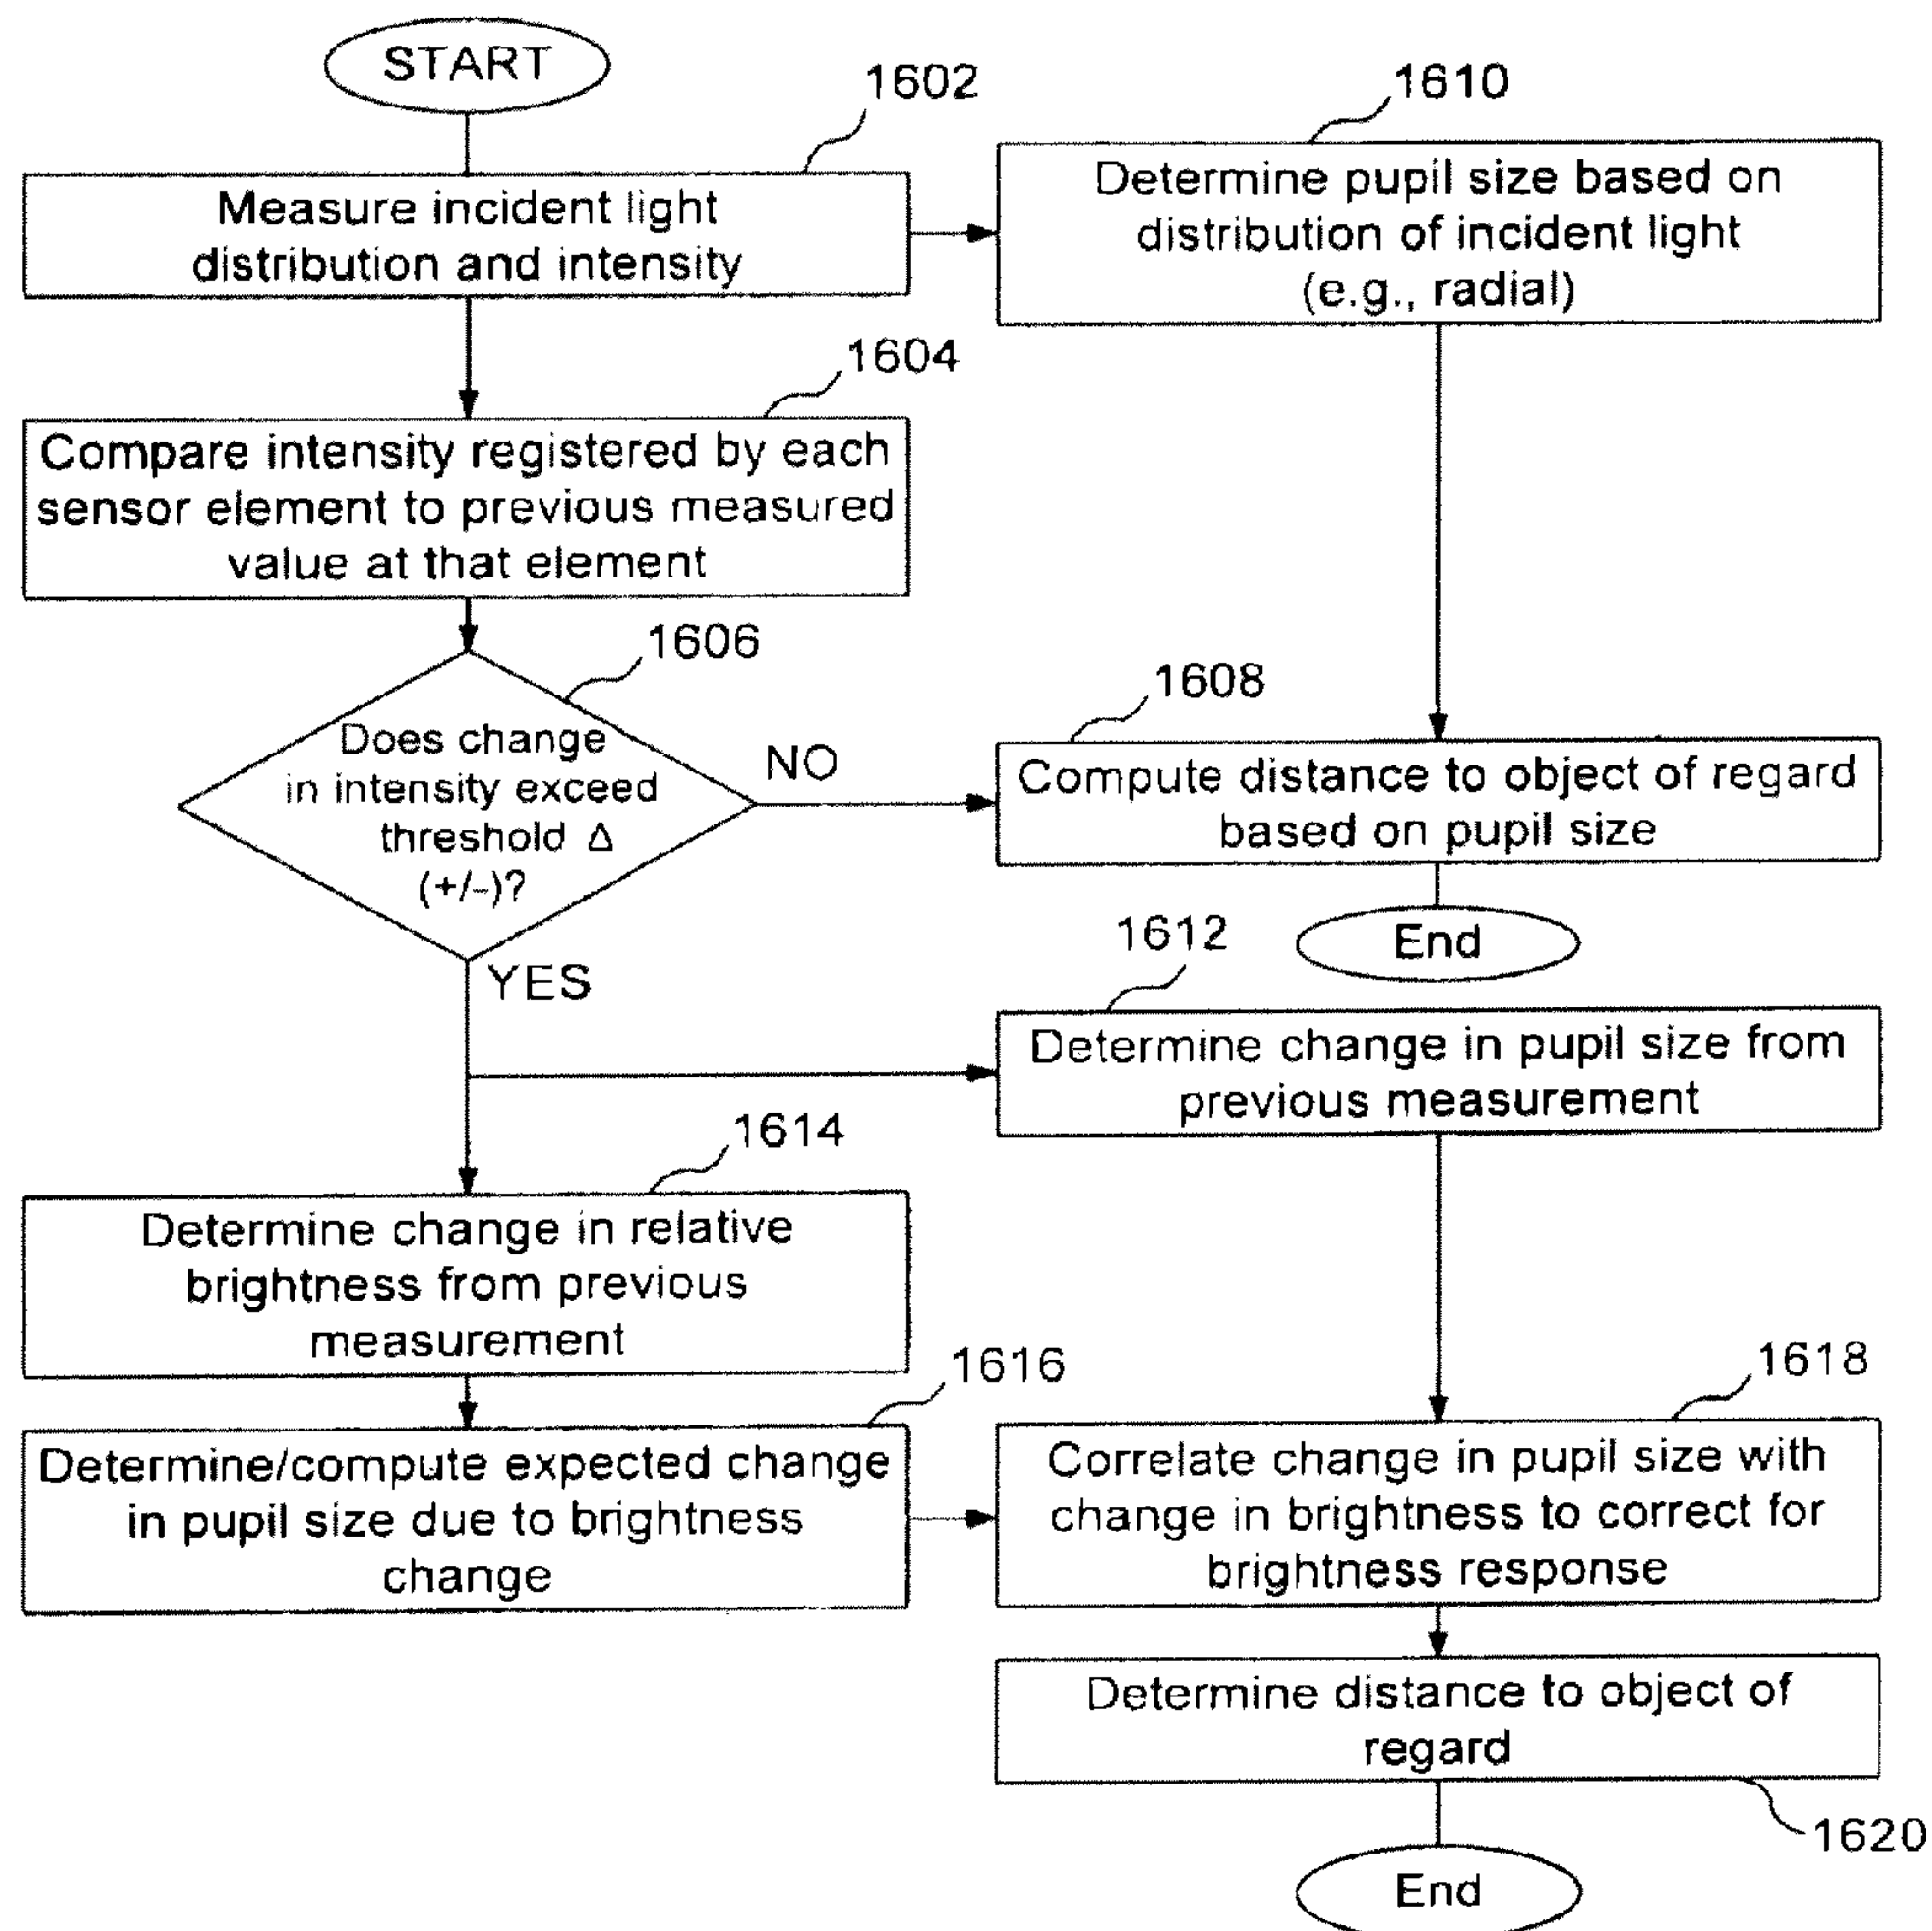 START
1602
Measure incident light
distribution and intensity
1610
Determine pupil size based on
distribution of incident light
(e.g., radial)
1604
Compare intensity registered by each
sensor element to previous measured
value at that element
1606
Does change
in intensity exceed
threshold Δ
(+/-)?
NO
YES
1608
Compute distance to object of regard
based on pupil size
End
1612
Determine change in pupil size from
previous measurement
1614
Determine change in relative
brightness from previous
measurement
1616
Determine/compute expected change
in pupil size due to brightness
change
1618
Correlate change in pupil size with
change in brightness to correct for
brightness response
Determine distance to object of
regard
1620
End